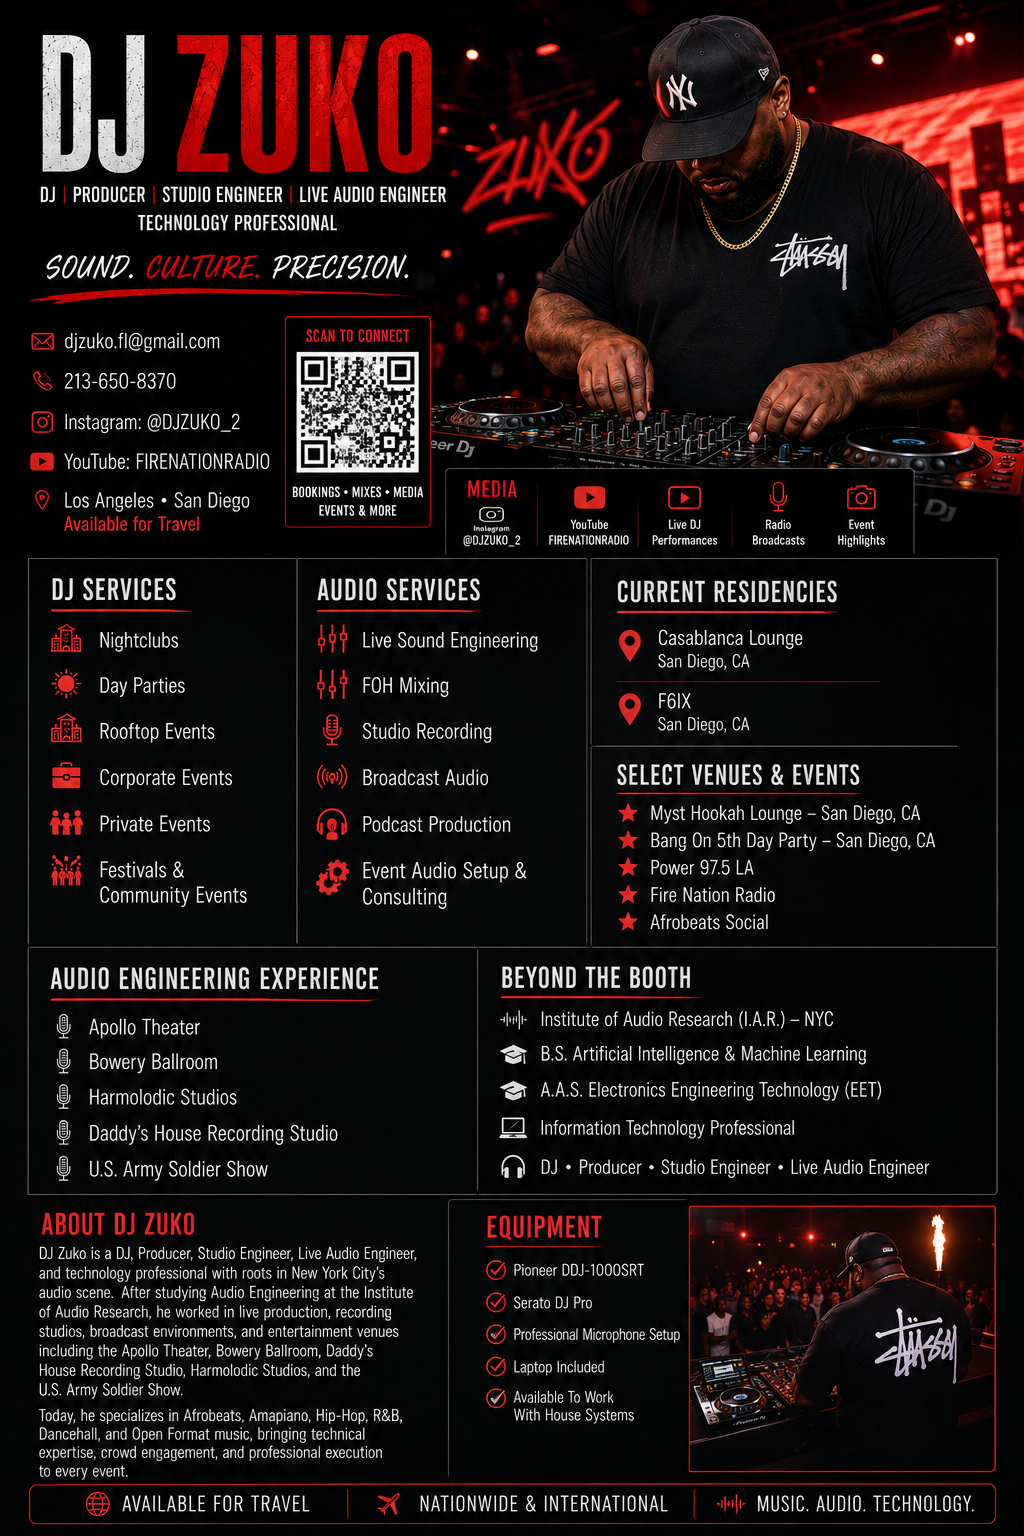 DJ ZUKO
DJ | PRODUCER | STUDIO ENGINEER | LIVE AUDIO ENGINEER
TECHNOLOGY PROFESSIONAL
SOUND. CULTURE. PRECISION.
djzuko.fl@gmail.com
213-650-8370
Instagram: @DJZUKO_2
YouTube: FIRENATIONRADIO
Los Angeles • San Diego
Available for Travel
SCAN TO CONNECT
BOOKINGS • MIXES • MEDIA
EVENTS & MORE
ZUKO
NY
Stüssy
eer Dj
Dj
MEDIA
Instagram
@DJZUKO_2
YouTube
FIRENATIONRADIO
Live DJ
Performances
Radio
Broadcasts
Event
Highlights
DJ SERVICES
Nightclubs
Day Parties
Rooftop Events
Corporate Events
Private Events
Festivals &
Community Events
AUDIO SERVICES
Live Sound Engineering
FOH Mixing
Studio Recording
Broadcast Audio
Podcast Production
Event Audio Setup &
Consulting
CURRENT RESIDENCIES
Casablanca Lounge
San Diego, CA
F6IX
San Diego, CA
SELECT VENUES & EVENTS
Myst Hookah Lounge – San Diego, CA
Bang On 5th Day Party – San Diego, CA
Power 97.5 LA
Fire Nation Radio
Afrobeats Social
AUDIO ENGINEERING EXPERIENCE
Apollo Theater
Bowery Ballroom
Harmolodic Studios
Daddy's House Recording Studio
U.S. Army Soldier Show
BEYOND THE BOOTH
Institute of Audio Research (I.A.R.) – NYC
B.S. Artificial Intelligence & Machine Learning
A.A.S. Electronics Engineering Technology (EET)
Information Technology Professional
DJ • Producer • Studio Engineer • Live Audio Engineer
ABOUT DJ ZUKO
DJ Zuko is a DJ, Producer, Studio Engineer, Live Audio Engineer,
and technology professional with roots in New York City's
audio scene. After studying Audio Engineering at the Institute
of Audio Research, he worked in live production, recording
studios, broadcast environments, and entertainment venues
including the Apollo Theater, Bowery Ballroom, Daddy's
House Recording Studio, Harmolodic Studios, and the
U.S. Army Soldier Show.
Today, he specializes in Afrobeats, Amapiano, Hip-Hop, R&B,
Dancehall, and Open Format music, bringing technical
expertise, crowd engagement, and professional execution
to every event.
EQUIPMENT
Pioneer DDJ-1000SRT
Serato DJ Pro
Professional Microphone Setup
Laptop Included
Available To Work
With House Systems
Stüssy
AVAILABLE FOR TRAVEL
NATIONWIDE & INTERNATIONAL
MUSIC. AUDIO. TECHNOLOGY.